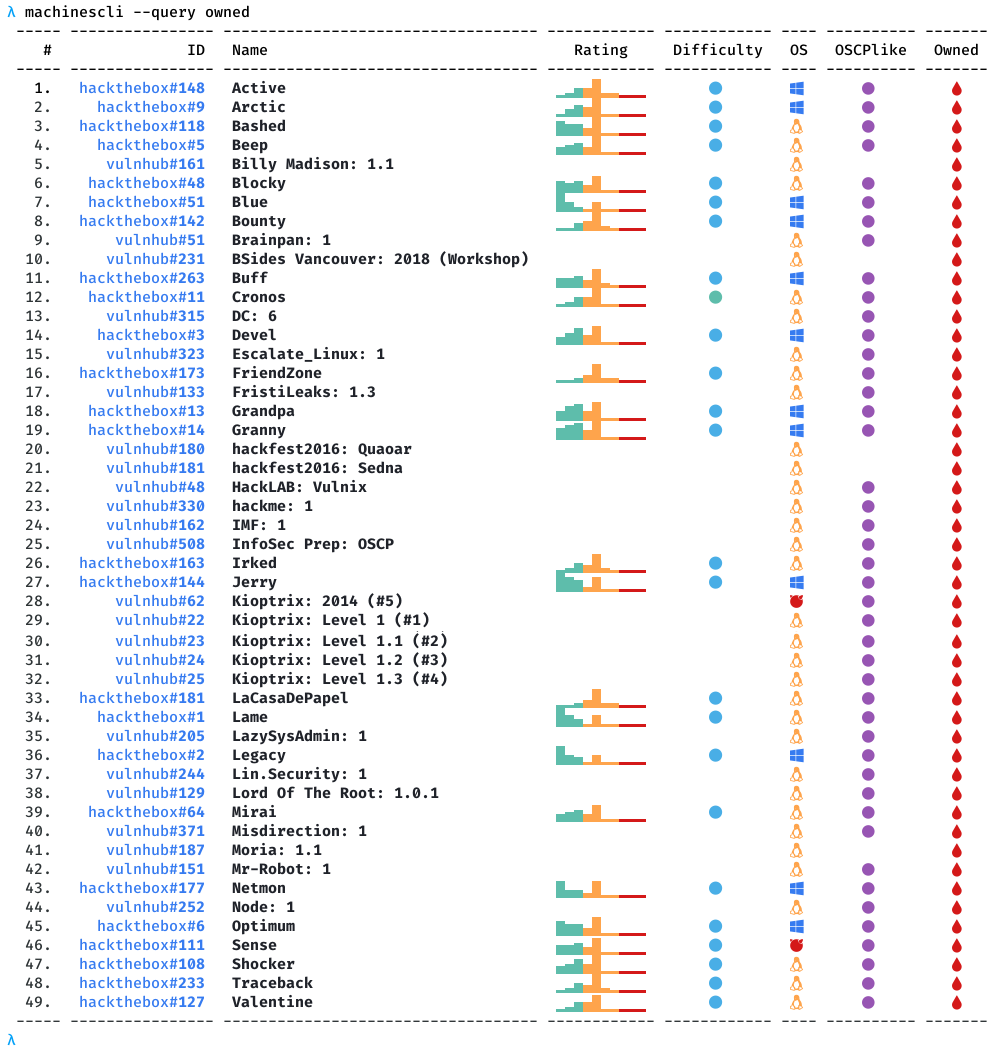 λ machinescli --query owned
# ID Name Rating Difficulty OS OSCPlike Owned
1. hackthebox#148 Active
2. hackthebox#9 Arctic
3. hackthebox#118 Bashed
4. hackthebox#5 Beep
5. vulnhub#161 Billy Madison: 1.1
6. hackthebox#48 Blocky
7. hackthebox#51 Blue
8. hackthebox#142 Bounty
9. vulnhub#51 Brainpan: 1
10. vulnhub#231 BSides Vancouver: 2018 (Workshop)
11. hackthebox#263 Buff
12. hackthebox#11 Cronos
13. vulnhub#315 DC: 6
14. hackthebox#3 Devel
15. vulnhub#323 Escalate_Linux: 1
16. hackthebox#173 FriendZone
17. vulnhub#133 FristiLeaks: 1.3
18. hackthebox#13 Grandpa
19. hackthebox#14 Granny
20. vulnhub#180 hackfest2016: Quaoar
21. vulnhub#181 hackfest2016: Sedna
22. vulnhub#48 HackLAB: Vulnix
23. vulnhub#330 hackme: 1
24. vulnhub#162 IMF: 1
25. vulnhub#508 InfoSec Prep: OSCP
26. hackthebox#163 Irked
27. hackthebox#144 Jerry
28. vulnhub#62 Kioptrix: 2014 (#5)
29. vulnhub#22 Kioptrix: Level 1 (#1)
30. vulnhub#23 Kioptrix: Level 1.1 (#2)
31. vulnhub#24 Kioptrix: Level 1.2 (#3)
32. vulnhub#25 Kioptrix: Level 1.3 (#4)
33. hackthebox#181 LaCasaDePapel
34. hackthebox#1 Lame
35. vulnhub#205 LazySysAdmin: 1
36. hackthebox#2 Legacy
37. vulnhub#244 Lin.Security: 1
38. vulnhub#129 Lord Of The Root: 1.0.1
39. hackthebox#64 Mirai
40. vulnhub#371 Misdirection: 1
41. vulnhub#187 Moria: 1.1
42. vulnhub#151 Mr-Robot: 1
43. hackthebox#177 Netmon
44. vulnhub#252 Node: 1
45. hackthebox#6 Optimum
46. hackthebox#111 Sense
47. hackthebox#108 Shocker
48. hackthebox#233 Traceback
49. hackthebox#127 Valentine
λ